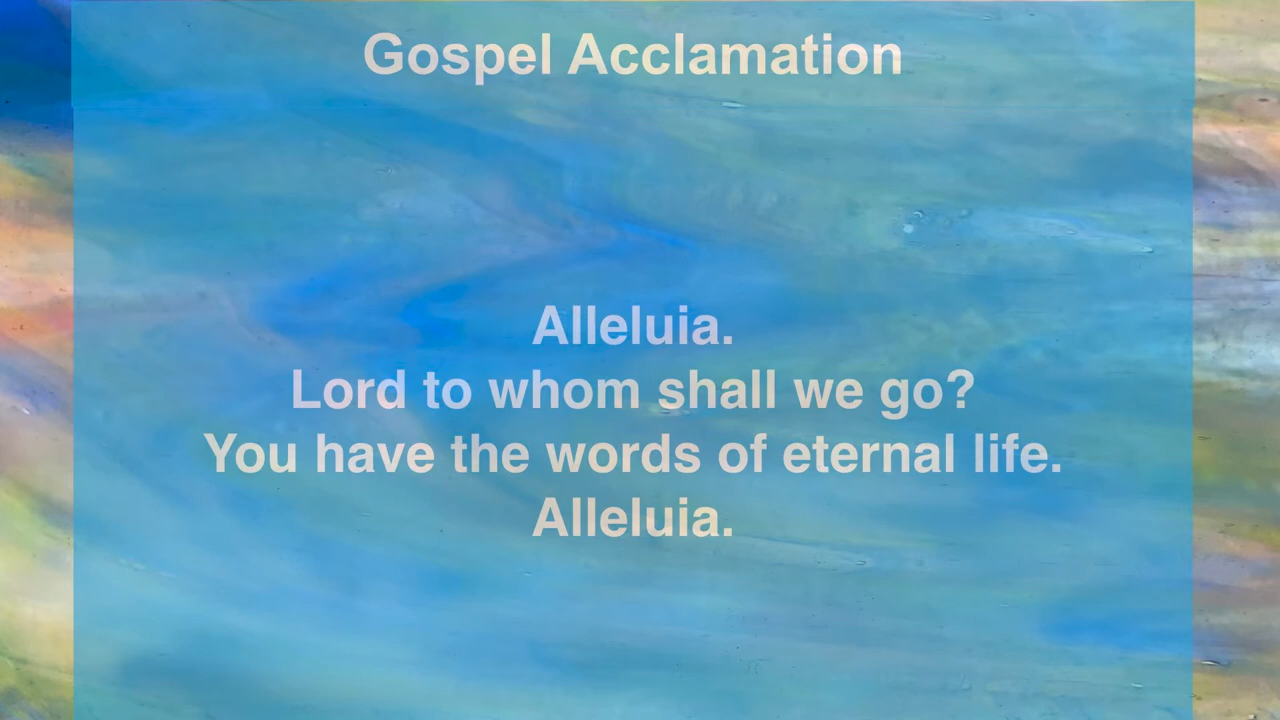 Gospel Acclamation
Alleluia.
Lord to whom shall we go?
You have the words of eternal life.
Alleluia.